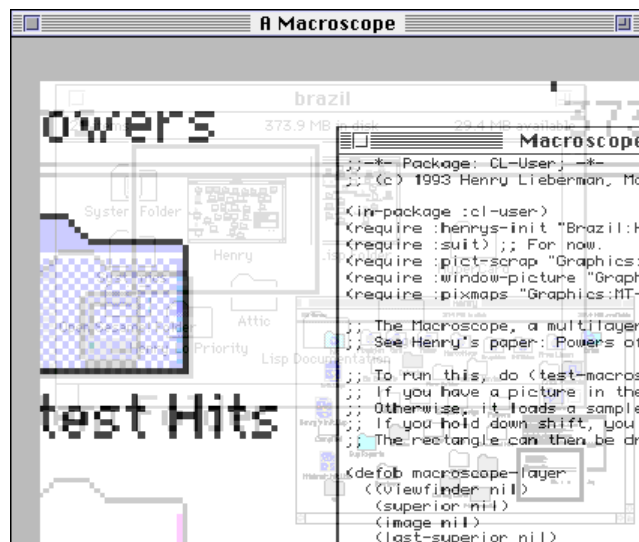 A Macroscope
brazil
373.9 MB in disk
29.4 MB available
373
owers
Macroscope
;;-*- Package: CL-User; -*-
;; (c) 1993 Henry Lieberman, Ma
(in-package :cl-user)
(require :henrys-init "Brazil:H
(require :suit) ;; For now.
(require :pict-scrap "Graphics:
(require :window-picture "Graph
(require :pixmaps "Graphics:MT-
System Folder
Henry
Lisp Folder
Attic
Henry Lo Priority
Lisp Documentation
;; The Macroscope, a multilayer
;; See Henry's paper: Powers of
;; To run this, do (test-macros
;; If you have a picture in the
;; Otherwise, it loads a sample
;; If you hold down shift, you
;; The rectangle can then be dr
test Hits
(defob macroscope-layer
((viewfinder nil)
(superior nil)
(image nil)
(last-superior nil)